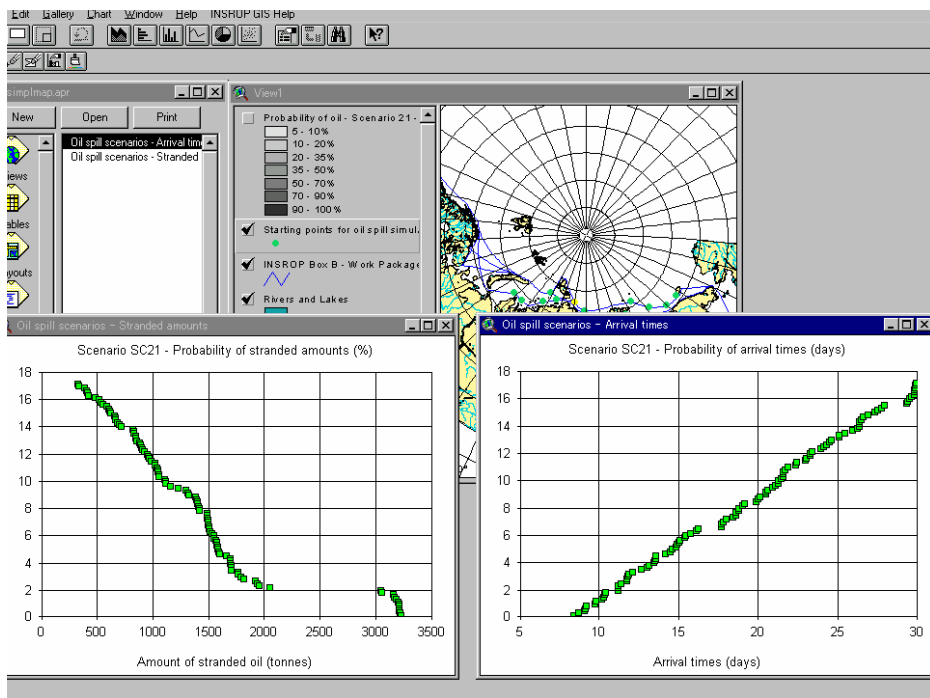 Edit Gallery Chart Window Help INSROP GIS Help
simplmap.apr
New Open Print
Oil spill scenarios - Arrival tim
Oil spill scenarios - Stranded
View1
Probability of oil - Scenario 21 -
5 - 10%
10 - 20%
20 - 35%
35 - 50%
50 - 70%
70 - 90%
90 - 100%
Starting points for oil spill simul.
INSROP Box B - Work Package
Rivers and Lakes
Oil spill scenarios - Stranded amounts
Scenario SC21 - Probability of stranded amounts (%)
18
16
14
12
10
8
6
4
2
0
0 500 1000 1500 2000 2500 3000 3500
Amount of stranded oil (tonnes)
Oil spill scenarios - Arrival times
Scenario SC21 - Probability of arrival times (days)
18
16
14
12
10
8
6
4
2
0
5 10 15 20 25 30
Arrival times (days)